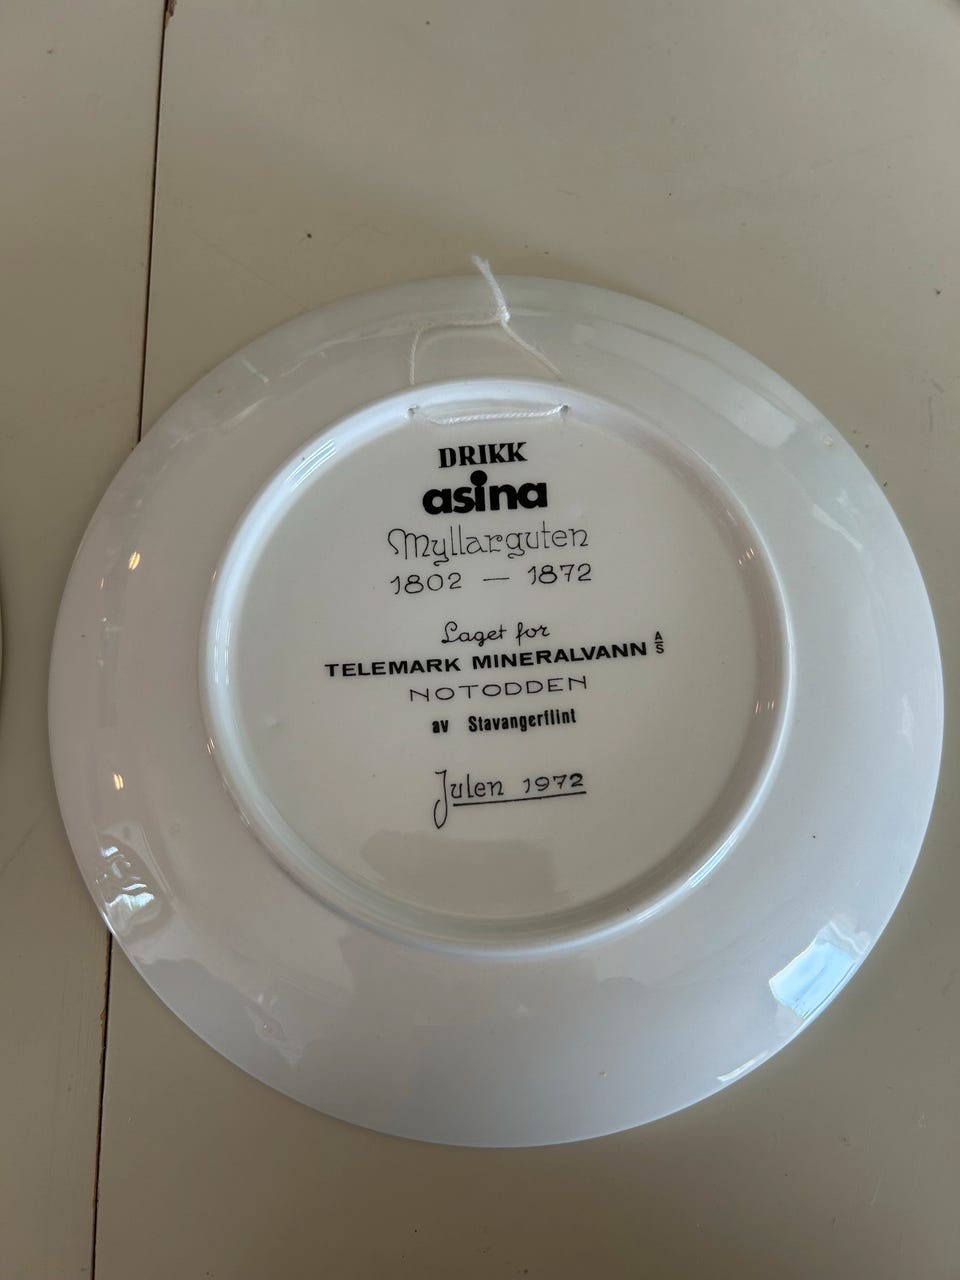 DRIKK
asina
Myllarguten
1802 — 1872
Laget for
TELEMARK MINERALVANN A/S
NOTODDEN
av Stavangerflint
Julen 1972